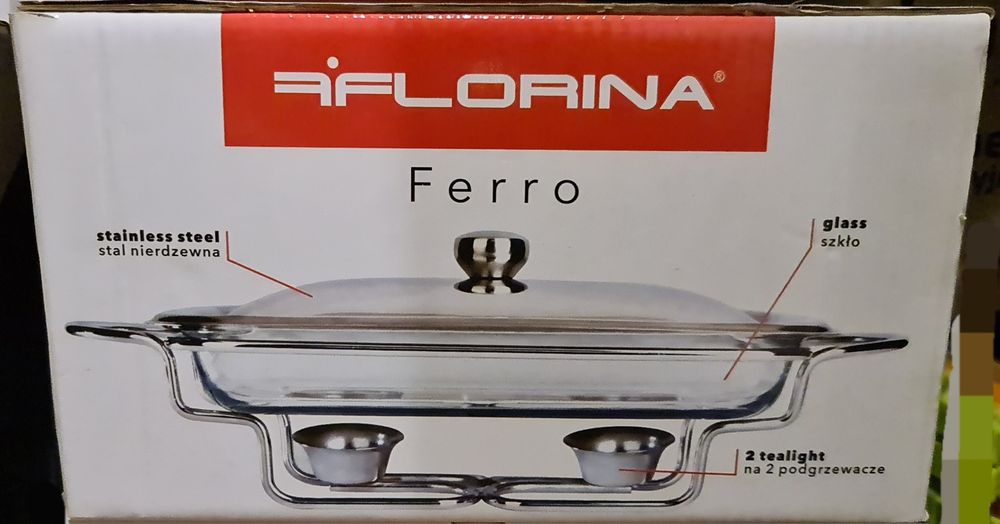 FLORINA®
Ferro
stainless steel
stal nierdzewna
glass
szkło
2 tealight
na 2 podgrzewacze